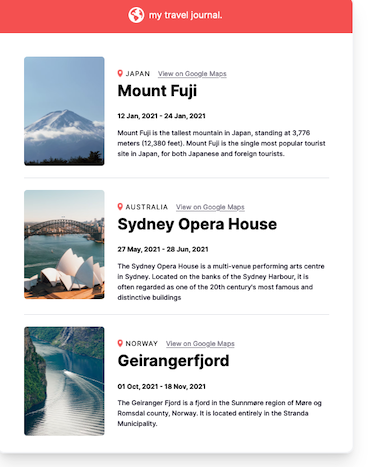 my travel journal.
JAPAN View on Google Maps
Mount Fuji
12 Jan, 2021 - 24 Jan, 2021
Mount Fuji is the tallest mountain in Japan, standing at 3,776
meters (12,380 feet). Mount Fuji is the single most popular tourist
site in Japan, for both Japanese and foreign tourists.
AUSTRALIA View on Google Maps
Sydney Opera House
27 May, 2021 - 28 Jun, 2021
The Sydney Opera House is a multi-venue performing arts centre
in Sydney. Located on the banks of the Sydney Harbour, it is
often regarded as one of the 20th century's most famous and
distinctive buildings
NORWAY View on Google Maps
Geirangerfjord
01 Oct, 2021 - 18 Nov, 2021
The Geiranger Fjord is a fjord in the Sunnmøre region of Møre og
Romsdal county, Norway. It is located entirely in the Stranda
Municipality.